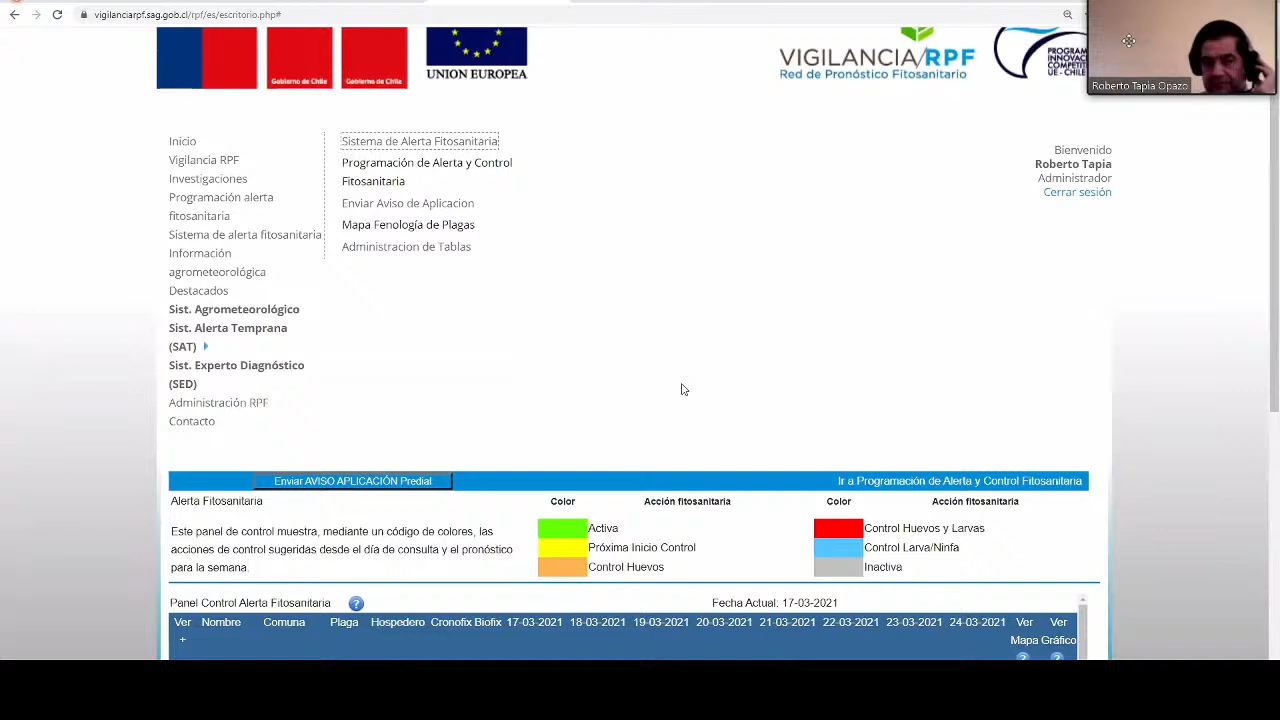 vigilanciarpf.sag.gob.cl/rpf/es/escritorio.php#
Gobierno de Chile
Gobierno de Chile
UNION EUROPEA
VIGILANCIA/RPF
Red de Pronóstico Fitosanitario
UE - CHILE
Roberto Tapia Opazo
Inicio
Vigilancia RPF
Investigaciones
Programación alerta
fitosanitaria
Sistema de alerta fitosanitaria
Información
agrometeorológica
Destacados
Sist. Agrometeorológico
Sist. Alerta Temprana
(SAT)
Sist. Experto Diagnóstico
(SED)
Administración RPF
Contacto
Sistema de Alerta Fitosanitaria
Programación de Alerta y Control
Fitosanitaria
Enviar Aviso de Aplicacion
Mapa Fenología de Plagas
Administracion de Tablas
Bienvenido
Roberto Tapia
Administrador
Cerrar sesión
Enviar AVISO APLICACIÓN Predial
Ir a Programación de Alerta y Control Fitosanitaria
Alerta Fitosanitaria
Este panel de control muestra, mediante un código de colores, las
acciones de control sugeridas desde el día de consulta y el pronóstico
para la semana.
Color Acción fitosanitaria
Activa
Próxima Inicio Control
Control Huevos
Color Acción fitosanitaria
Control Huevos y Larvas
Control Larva/Ninfa
Inactiva
Panel Control Alerta Fitosanitaria ?
Fecha Actual: 17-03-2021
Ver Nombre Comuna Plaga Hospedero Cronofix Biofix 17-03-2021 18-03-2021 19-03-2021 20-03-2021 21-03-2021 22-03-2021 23-03-2021 24-03-2021 Ver Ver
+ Mapa Gráfico